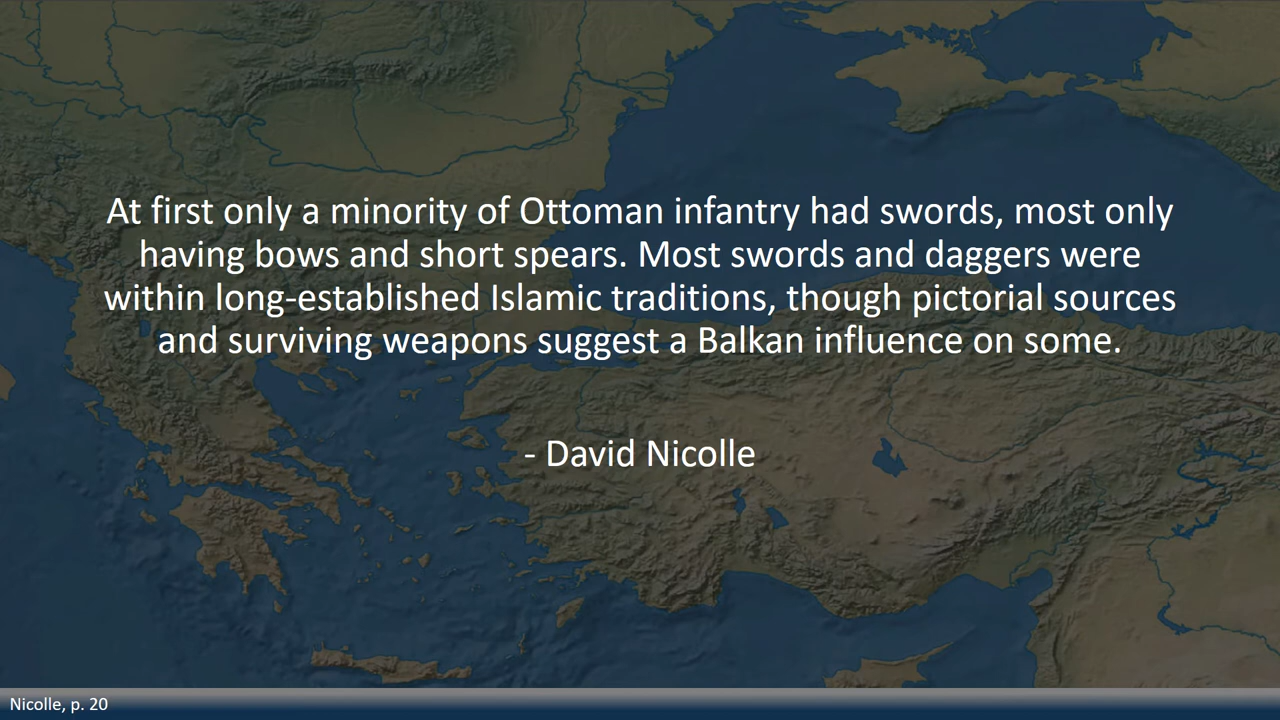 At first only a minority of Ottoman infantry had swords, most only
having bows and short spears. Most swords and daggers were
within long-established Islamic traditions, though pictorial sources
and surviving weapons suggest a Balkan influence on some.
- David Nicolle
Nicolle, p. 20